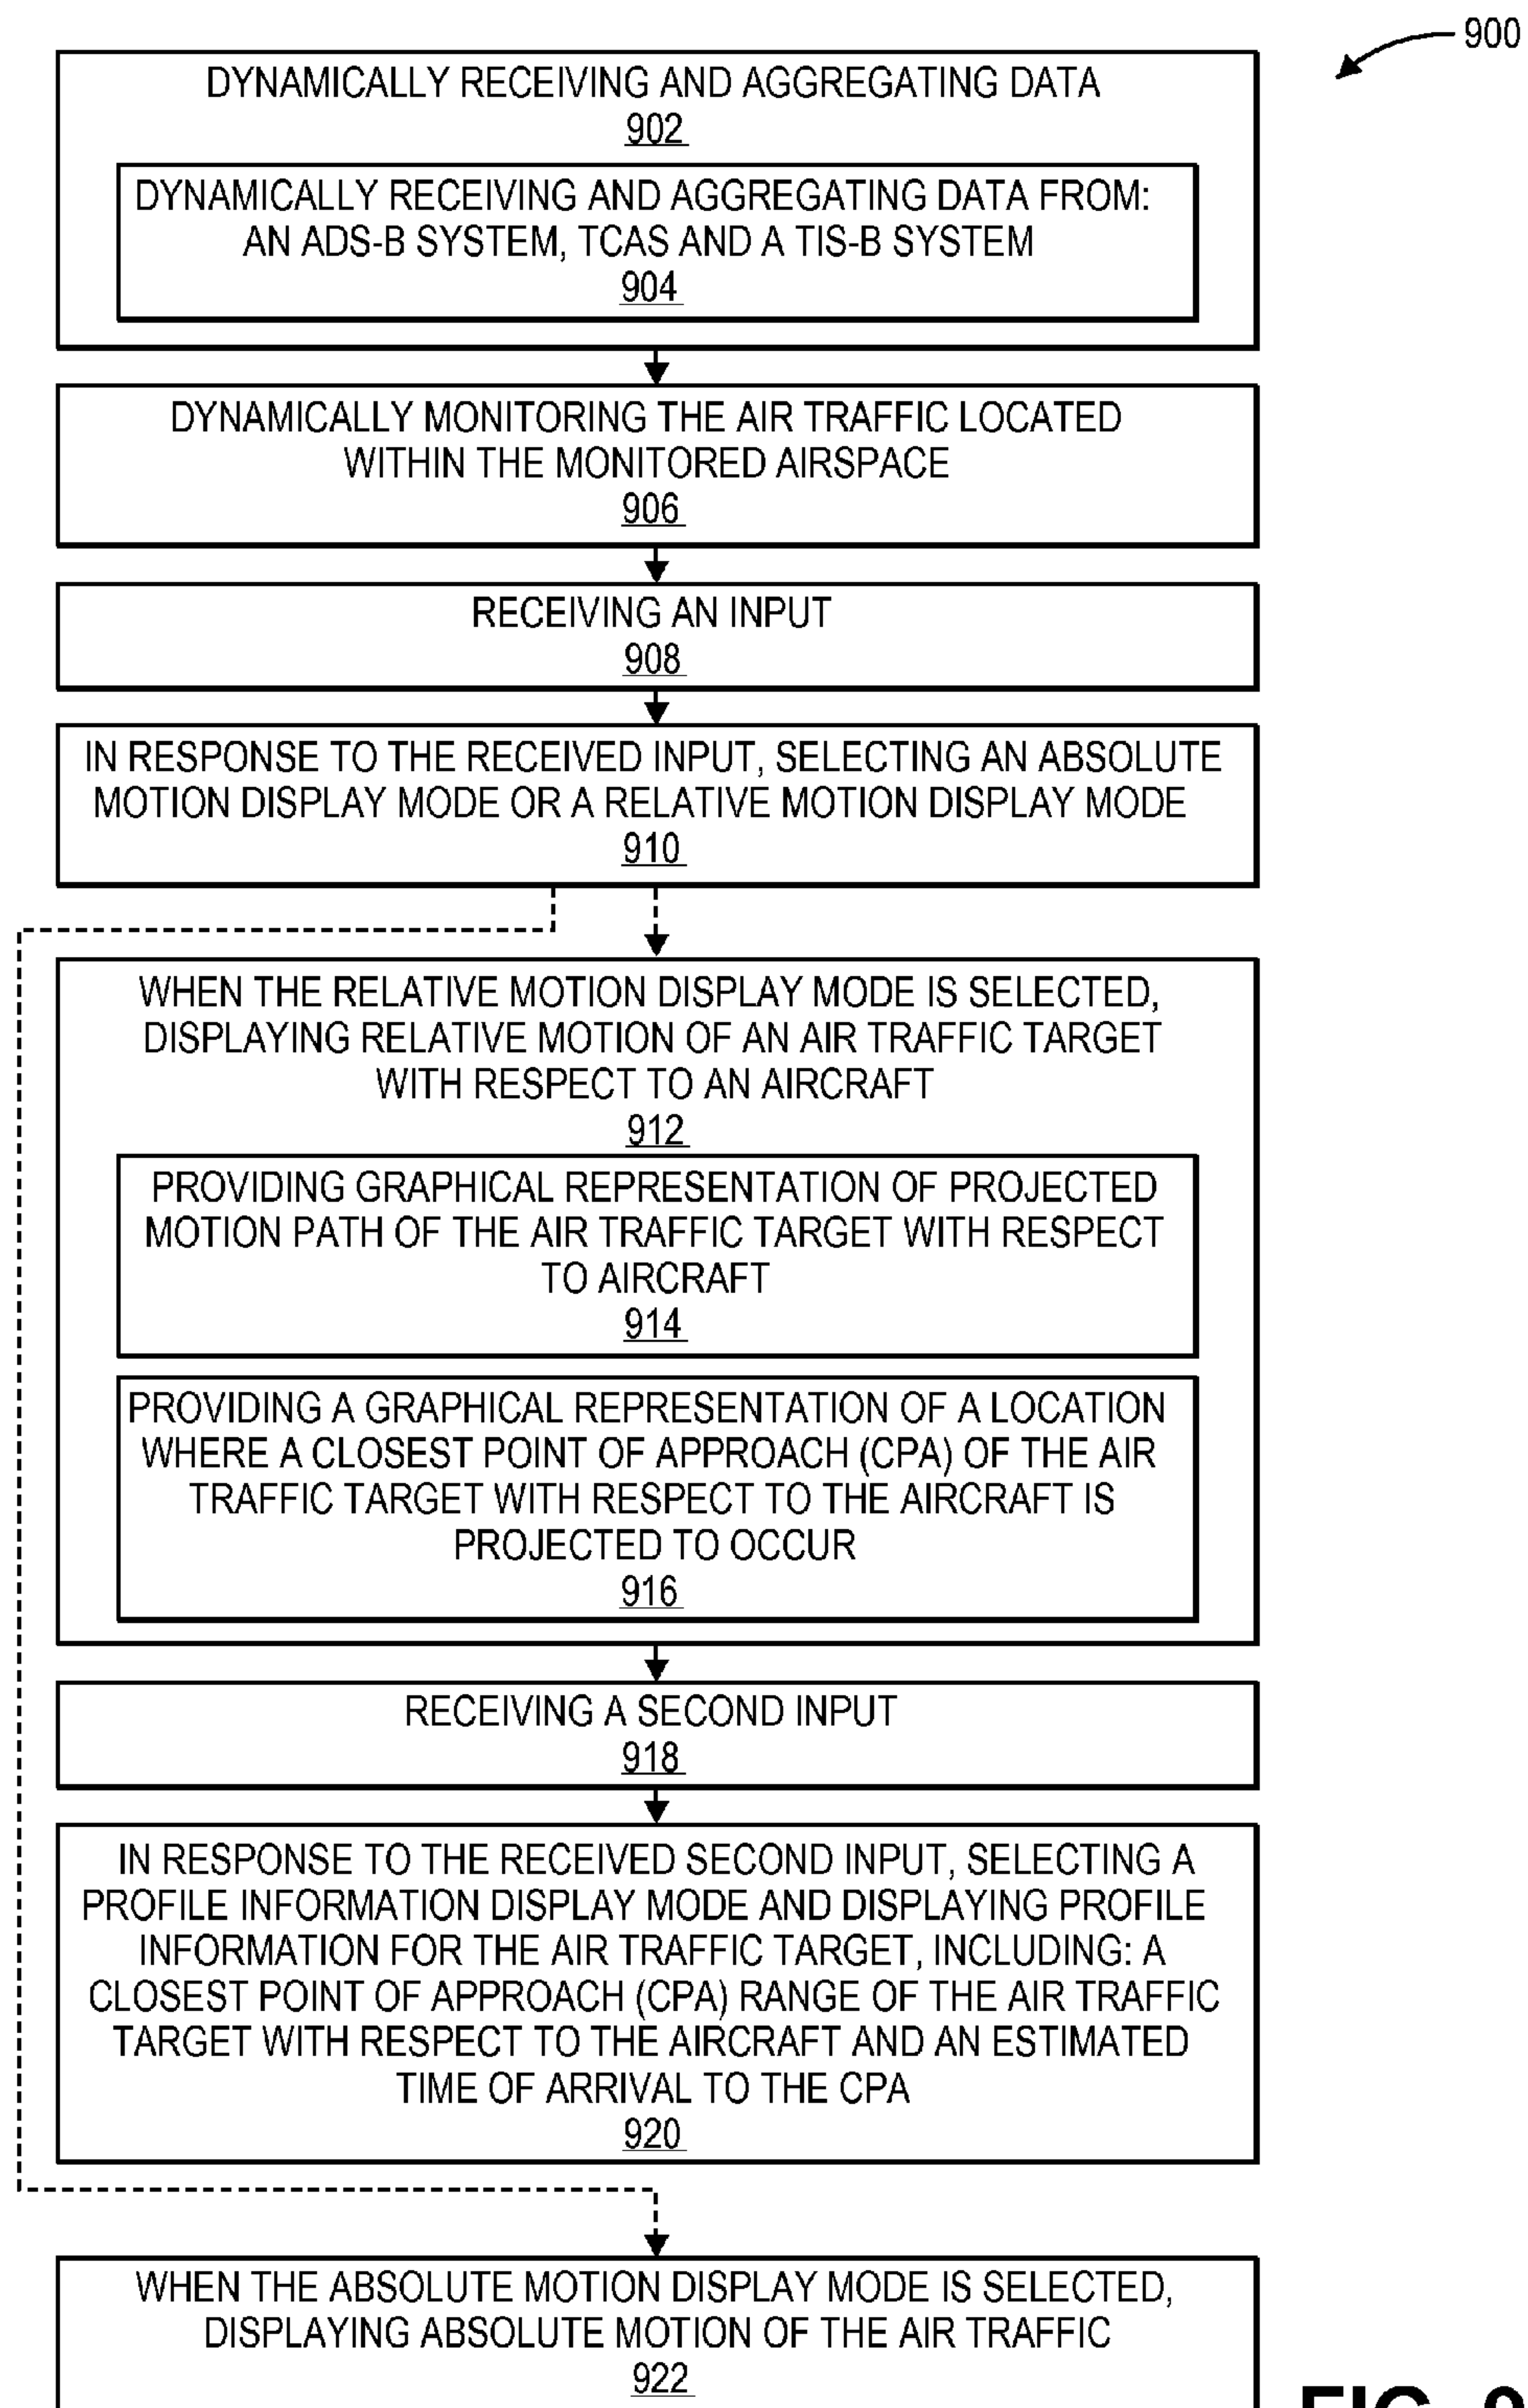 900
DYNAMICALLY RECEIVING AND AGGREGATING DATA
902
DYNAMICALLY RECEIVING AND AGGREGATING DATA FROM:
AN ADS-B SYSTEM, TCAS AND A TIS-B SYSTEM
904
DYNAMICALLY MONITORING THE AIR TRAFFIC LOCATED
WITHIN THE MONITORED AIRSPACE
906
RECEIVING AN INPUT
908
IN RESPONSE TO THE RECEIVED INPUT, SELECTING AN ABSOLUTE
MOTION DISPLAY MODE OR A RELATIVE MOTION DISPLAY MODE
910
WHEN THE RELATIVE MOTION DISPLAY MODE IS SELECTED,
DISPLAYING RELATIVE MOTION OF AN AIR TRAFFIC TARGET
WITH RESPECT TO AN AIRCRAFT
912
PROVIDING GRAPHICAL REPRESENTATION OF PROJECTED
MOTION PATH OF THE AIR TRAFFIC TARGET WITH RESPECT
TO AIRCRAFT
914
PROVIDING A GRAPHICAL REPRESENTATION OF A LOCATION
WHERE A CLOSEST POINT OF APPROACH (CPA) OF THE AIR
TRAFFIC TARGET WITH RESPECT TO THE AIRCRAFT IS
PROJECTED TO OCCUR
916
RECEIVING A SECOND INPUT
918
IN RESPONSE TO THE RECEIVED SECOND INPUT, SELECTING A
PROFILE INFORMATION DISPLAY MODE AND DISPLAYING PROFILE
INFORMATION FOR THE AIR TRAFFIC TARGET, INCLUDING: A
CLOSEST POINT OF APPROACH (CPA) RANGE OF THE AIR TRAFFIC
TARGET WITH RESPECT TO THE AIRCRAFT AND AN ESTIMATED
TIME OF ARRIVAL TO THE CPA
920
WHEN THE ABSOLUTE MOTION DISPLAY MODE IS SELECTED,
DISPLAYING ABSOLUTE MOTION OF THE AIR TRAFFIC
922
FIG.